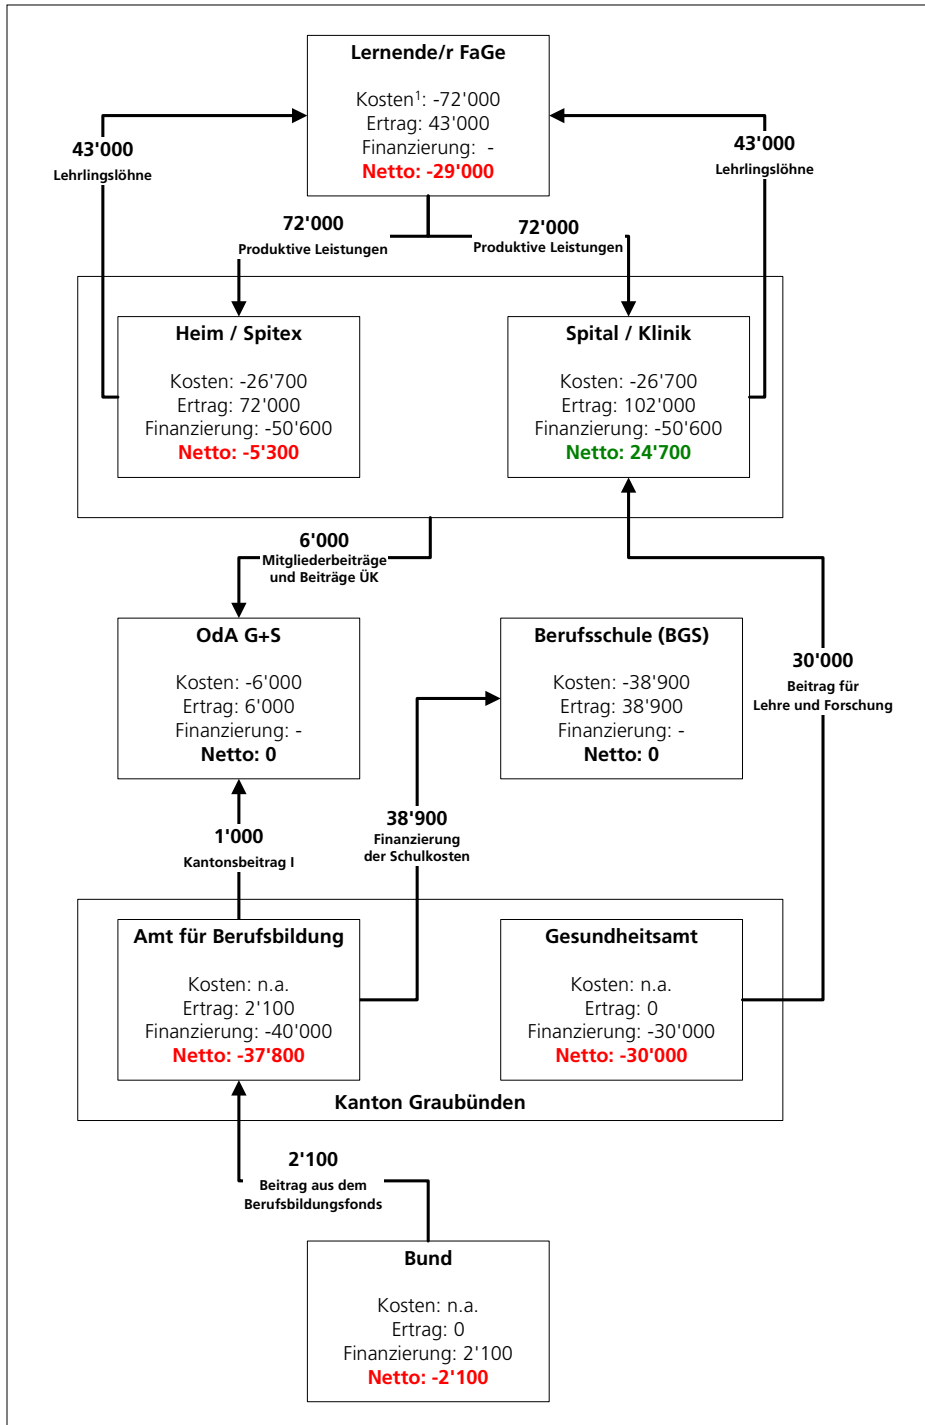 Lernende/r FaGe
Kosten¹: -72'000
Ertrag: 43'000
Finanzierung: -
Netto: -29'000
43'000
Lehrlingslöhne
43'000
Lehrlingslöhne
72'000
Produktive Leistungen
72'000
Produktive Leistungen
Heim / Spitex
Kosten: -26'700
Ertrag: 72'000
Finanzierung: -50'600
Netto: -5'300
Spital / Klinik
Kosten: -26'700
Ertrag: 102'000
Finanzierung: -50'600
Netto: 24'700
6'000
Mitgliederbeiträge
und Beiträge ÜK
OdA G+S
Kosten: -6'000
Ertrag: 6'000
Finanzierung: -
Netto: 0
Berufsschule (BGS)
Kosten: -38'900
Ertrag: 38'900
Finanzierung: -
Netto: 0
30'000
Beitrag für
Lehre und Forschung
1'000
Kantonsbeitrag I
38'900
Finanzierung
der Schulkosten
Amt für Berufsbildung
Kosten: n.a.
Ertrag: 2'100
Finanzierung: -40'000
Netto: -37'800
Gesundheitsamt
Kosten: n.a.
Ertrag: 0
Finanzierung: -30'000
Netto: -30'000
Kanton Graubünden
2'100
Beitrag aus dem
Berufsbildungsfonds
Bund
Kosten: n.a.
Ertrag: 0
Finanzierung: 2'100
Netto: -2'100